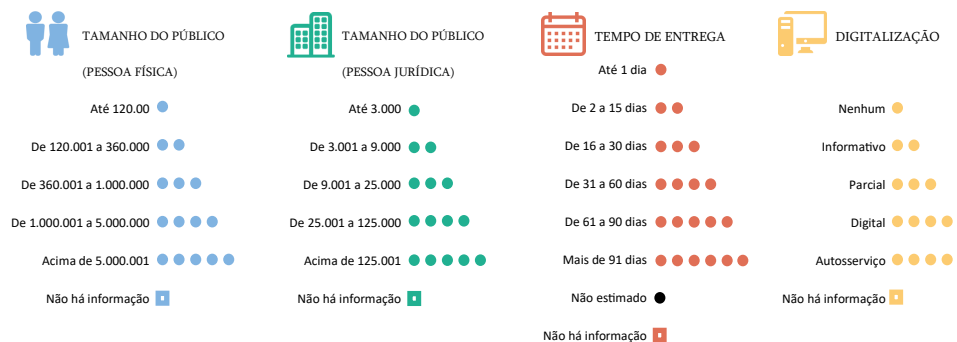 TAMANHO DO PÚBLICO
(PESSOA FÍSICA)
Até 120.00
De 120.001 a 360.000
De 360.001 a 1.000.000
De 1.000.001 a 5.000.000
Acima de 5.000.001
Não há informação
TAMANHO DO PÚBLICO
(PESSOA JURÍDICA)
Até 3.000
De 3.001 a 9.000
De 9.001 a 25.000
De 25.001 a 125.000
Acima de 125.001
Não há informação
TEMPO DE ENTREGA
Até 1 dia
De 2 a 15 dias
De 16 a 30 dias
De 31 a 60 dias
De 61 a 90 dias
Mais de 91 dias
Não estimado
Não há informação
DIGITALIZAÇÃO
Nenhum
Informativo
Parcial
Digital
Autosserviço
Não há informação